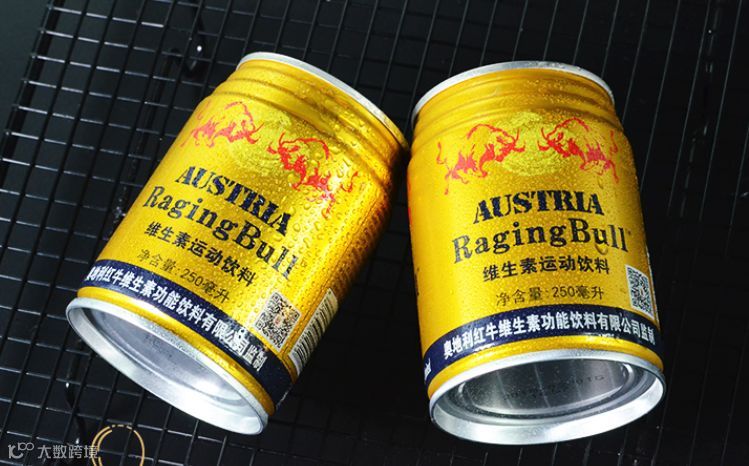 AUSTRIA
RagingBull
维生素运动饮料
净含量:250毫升
奥地利红牛维生素功能饮料有限公司监制
AUSTRIA
RagingBull
维生素运动饮料
净含量:250毫升
奥地利红牛维生素功能饮料有限公司监制
大数跨境